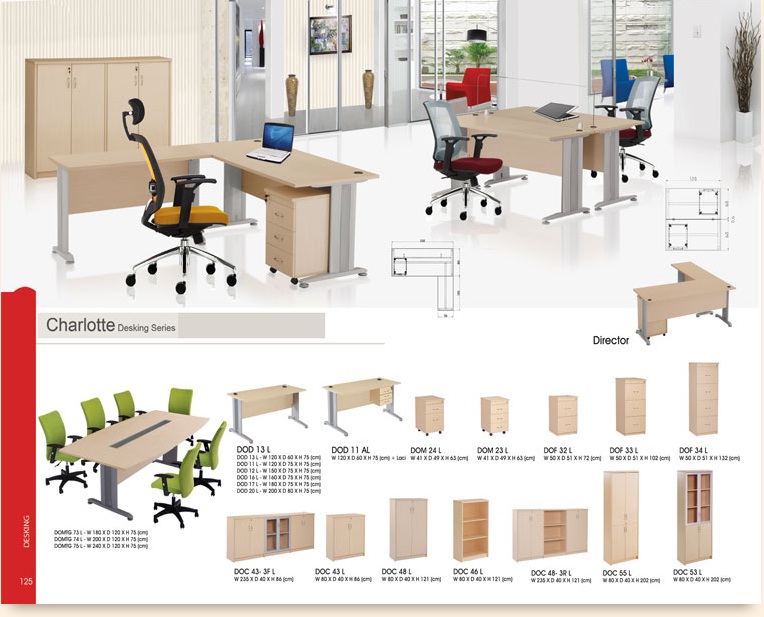 Charlotte Desking Series
Director
DOD 13 L
DOD 13 L - W 120 X D 60 X H 75 (cm)
DOD 11 L - W 120 X D 75 X H 75 (cm)
DOD 12 L - W 150 X D 75 X H 75 (cm)
DOD 16 L - W 160 X D 75 X H 75 (cm)
DOD 17 L - W 180 X D 75 X H 75 (cm)
DOD 20 L - W 200 X D 80 X H 75 (cm)
DOD 11 AL
W 120 X D 60 X H 75 (cm) + Laci
DOM 24 L
W 41 X D 49 X H 63 (cm)
DOM 23 L
W 41 X D 49 X H 63 (cm)
DOF 32 L
W 50 X D 51 X H 72 (cm)
DOF 33 L
W 50 X D 51 X H 102 (cm)
DOF 34 L
W 50 X D 51 X H 132 (cm)
DOMTG 73 L - W 180 X D 120 X H 75 (cm)
DOMTG 74 L - W 200 X D 120 X H 75 (cm)
DOMTG 75 L - W 240 X D 120 X H 75 (cm)
DOC 43- 3F L
W 235 X D 40 X H 86 (cm)
DOC 43 L
W 80 X D 40 X H 86 (cm)
DOC 48 L
W 80 X D 40 X H 121 (cm)
DOC 46 L
W 80 X D 40 X H 121 (cm)
DOC 48- 3R L
W 235 X D 40 X H 121 (cm)
DOC 55 L
W 80 X D 40 X H 202 (cm)
DOC 53 L
W 80 X D 40 X H 202 (cm)
DESKING
125